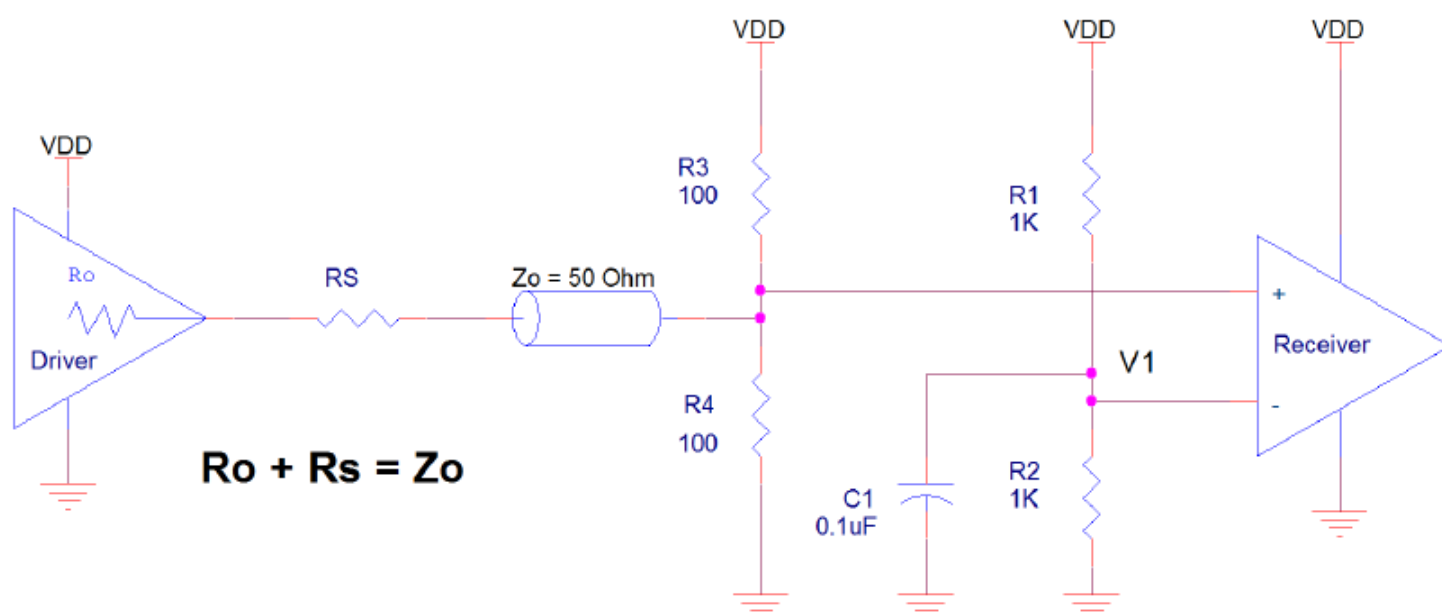 VDD
VDD
VDD
VDD
R3
100
R1
1K
Ro
RS
Zo = 50 Ohm
+
Driver
Receiver
V1
-
R4
100
Ro + Rs = Zo
R2
1K
C1
0.1uF